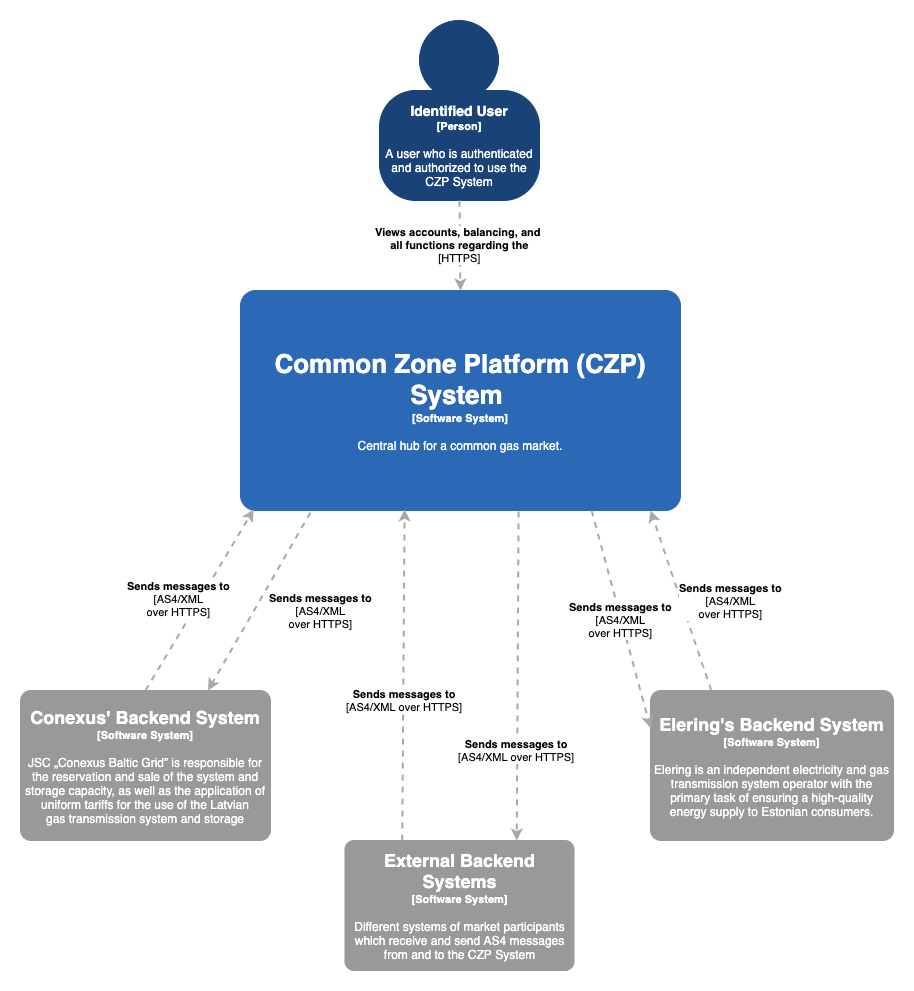 Identified User
[Person]
A user who is authenticated
and authorized to use the
CZP System
Views accounts, balancing, and
all functions regarding the
[HTTPS]
Common Zone Platform (CZP)
System
[Software System]
Central hub for a common gas market.
Sends messages to
[AS4/XML
over HTTPS]
Sends messages to
[AS4/XML
over HTTPS]
Sends messages to
[AS4/XML over HTTPS]
Sends messages to
[AS4/XML over HTTPS]
Sends messages to
[AS4/XML
over HTTPS]
Sends messages to
[AS4/XML
over HTTPS]
Conexus' Backend System
[Software System]
JSC „Conexus Baltic Grid” is responsible for
the reservation and sale of the system and
storage capacity, as well as the application of
uniform tariffs for the use of the Latvian
gas transmission system and storage
External Backend
Systems
[Software System]
Different systems of market participants
which receive and send AS4 messages
from and to the CZP System
Elering's Backend System
[Software System]
Elering is an independent electricity and gas
transmission system operator with the
primary task of ensuring a high-quality
energy supply to Estonian consumers.